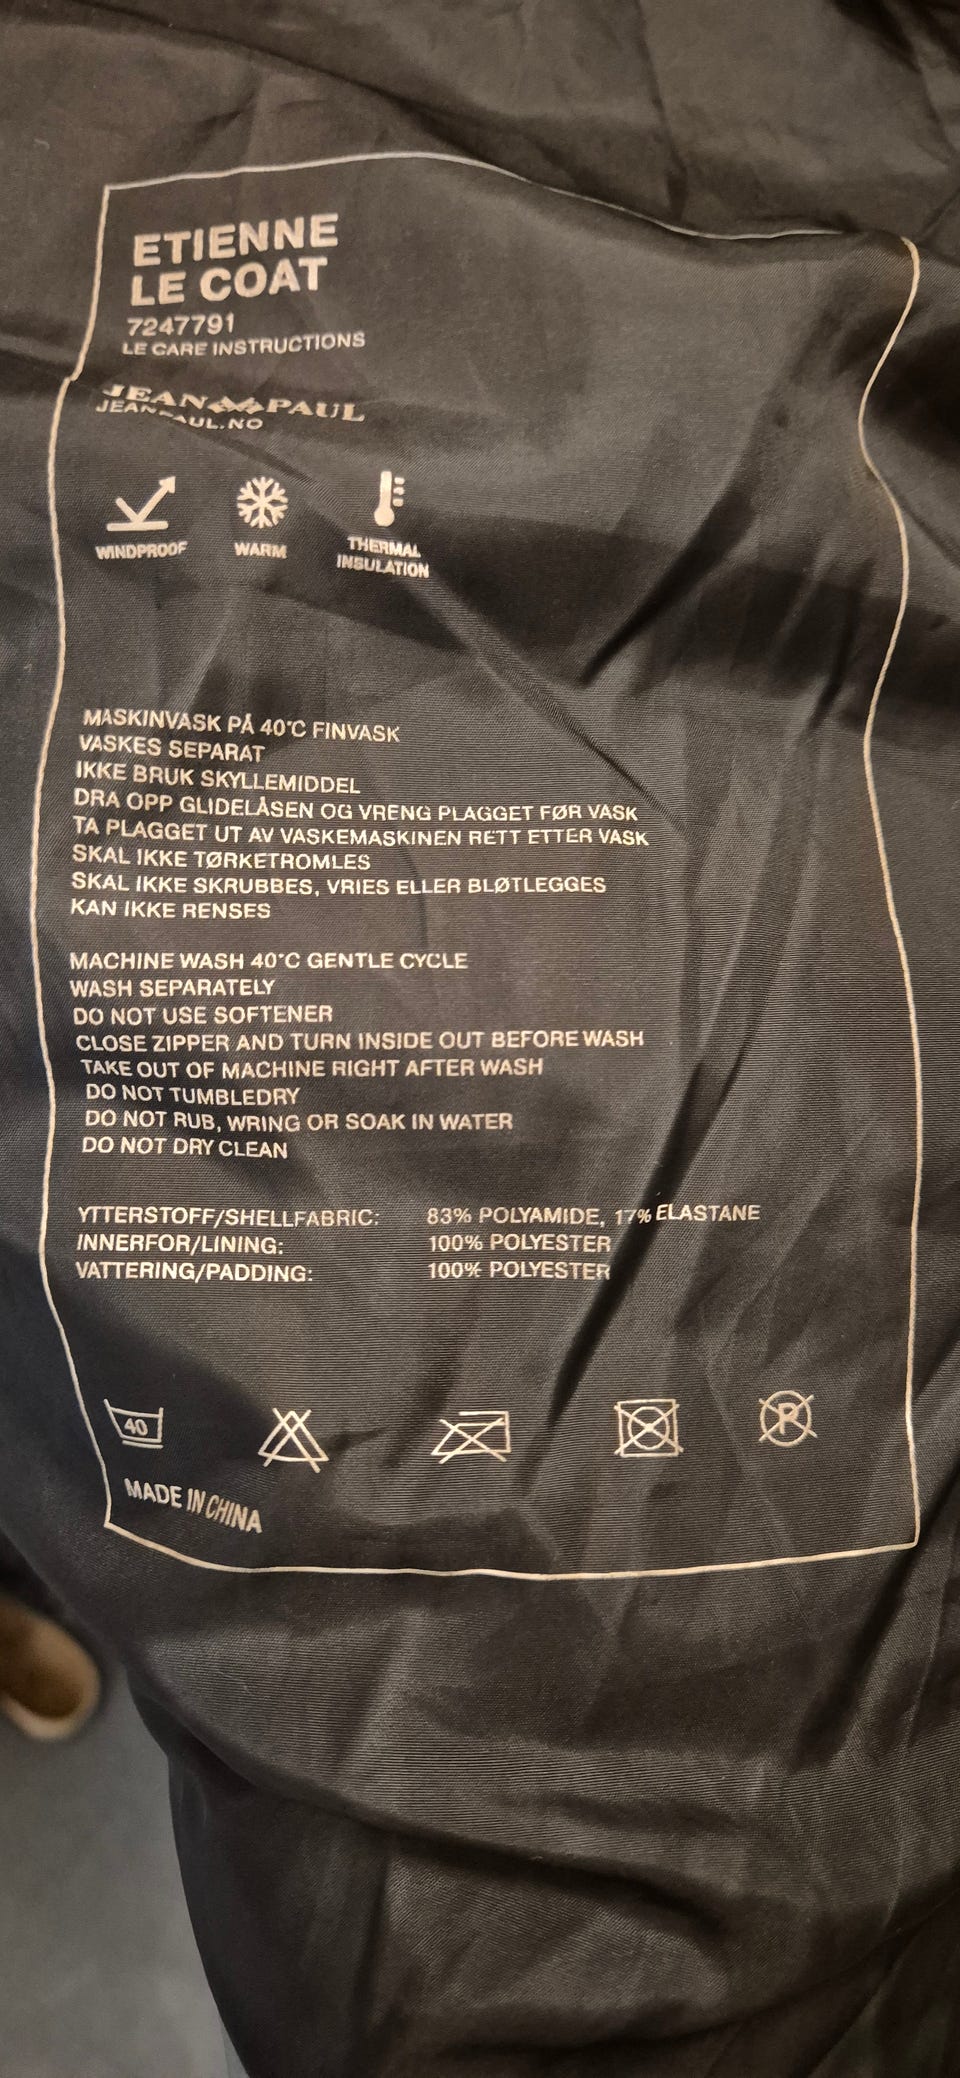 ETIENNE
LE COAT
7247791
LE CARE INSTRUCTIONS
JEAN PAUL
JEANPAUL.NO
WINDPROOF
WARM
THERMAL
INSULATION
MASKINVASK PÅ 40°C FINVASK
VASKES SEPARAT
IKKE BRUK SKYLLEMIDDEL
DRA OPP GLIDELÅSEN OG VRENG PLAGGET FØR VASK
TA PLAGGET UT AV VASKEMASKINEN RETT ETTER VASK
SKAL IKKE TØRKETROMLES
SKAL IKKE SKRUBBES, VRIES ELLER BLØTLEGGES
KAN IKKE RENSES
MACHINE WASH 40°C GENTLE CYCLE
WASH SEPARATELY
DO NOT USE SOFTENER
CLOSE ZIPPER AND TURN INSIDE OUT BEFORE WASH
TAKE OUT OF MACHINE RIGHT AFTER WASH
DO NOT TUMBLEDRY
DO NOT RUB, WRING OR SOAK IN WATER
DO NOT DRY CLEAN
YTTERSTOFF/SHELLFABRIC: 83% POLYAMIDE, 17% ELASTANE
INNERFOR/LINING: 100% POLYESTER
VATTERING/PADDING: 100% POLYESTER
40 P
MADE IN CHINA